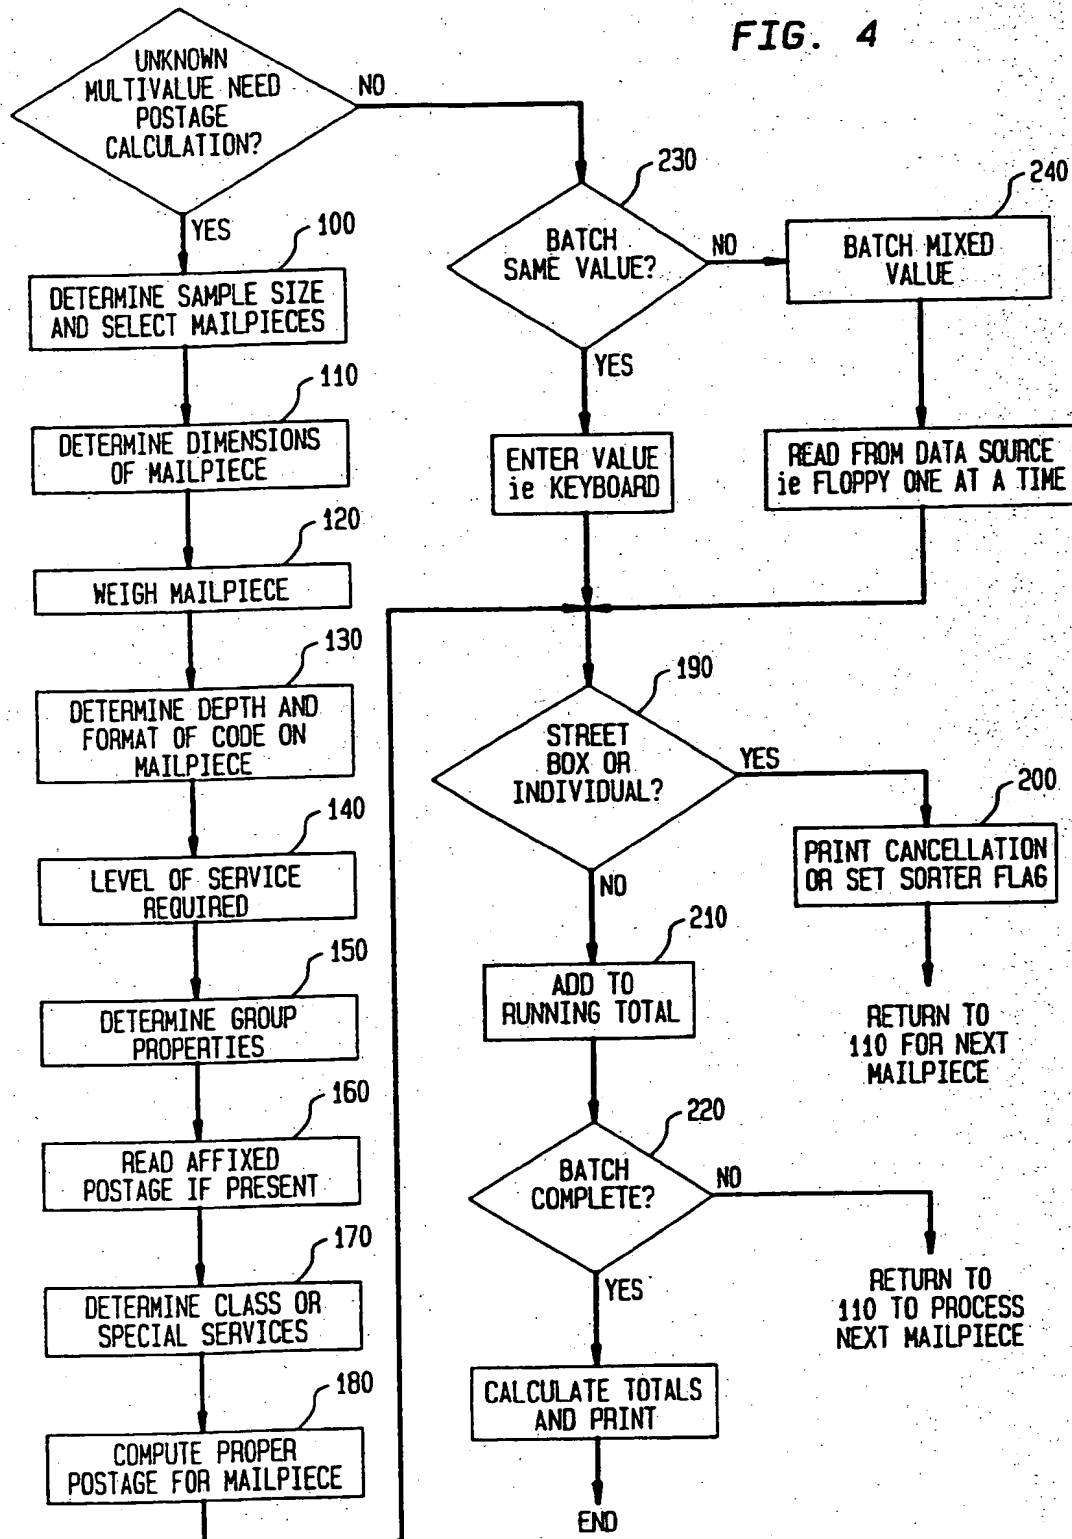 FIG. 4
UNKNOWN
MULTIVALUE NEED
POSTAGE
CALCULATION?
NO
YES
100
DETERMINE SAMPLE SIZE
AND SELECT MAILPIECES
110
DETERMINE DIMENSIONS
OF MAILPIECE
120
WEIGH MAILPIECE
130
DETERMINE DEPTH AND
FORMAT OF CODE ON
MAILPIECE
140
LEVEL OF SERVICE
REQUIRED
150
DETERMINE GROUP
PROPERTIES
160
READ AFFIXED
POSTAGE IF PRESENT
170
DETERMINE CLASS OR
SPECIAL SERVICES
180
COMPUTE PROPER
POSTAGE FOR MAILPIECE
230
BATCH
SAME VALUE?
NO
YES
240
BATCH MIXED
VALUE
ENTER VALUE
ie KEYBOARD
READ FROM DATA SOURCE
ie FLOPPY ONE AT A TIME
190
STREET
BOX OR
INDIVIDUAL?
YES
NO
200
PRINT CANCELLATION
OR SET SORTER FLAG
RETURN TO
110 FOR NEXT
MAILPIECE
210
ADD TO
RUNNING TOTAL
220
BATCH
COMPLETE?
NO
YES
RETURN TO
110 TO PROCESS
NEXT MAILPIECE
CALCULATE TOTALS
AND PRINT
END